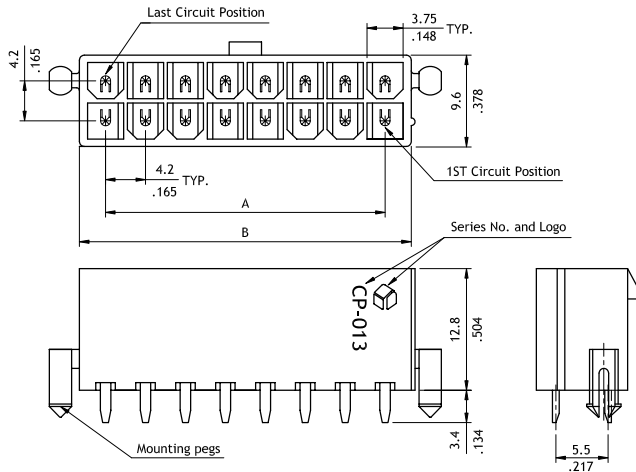 Last Circuit Position
3.75
.148
TYP.
4.2
.165
9.6
.378
4.2
.165
TYP.
1ST Circuit Position
A
B
Series No. and Logo
CP-013
12.8
.504
Mounting pegs
3.4
.134
5.5
.217